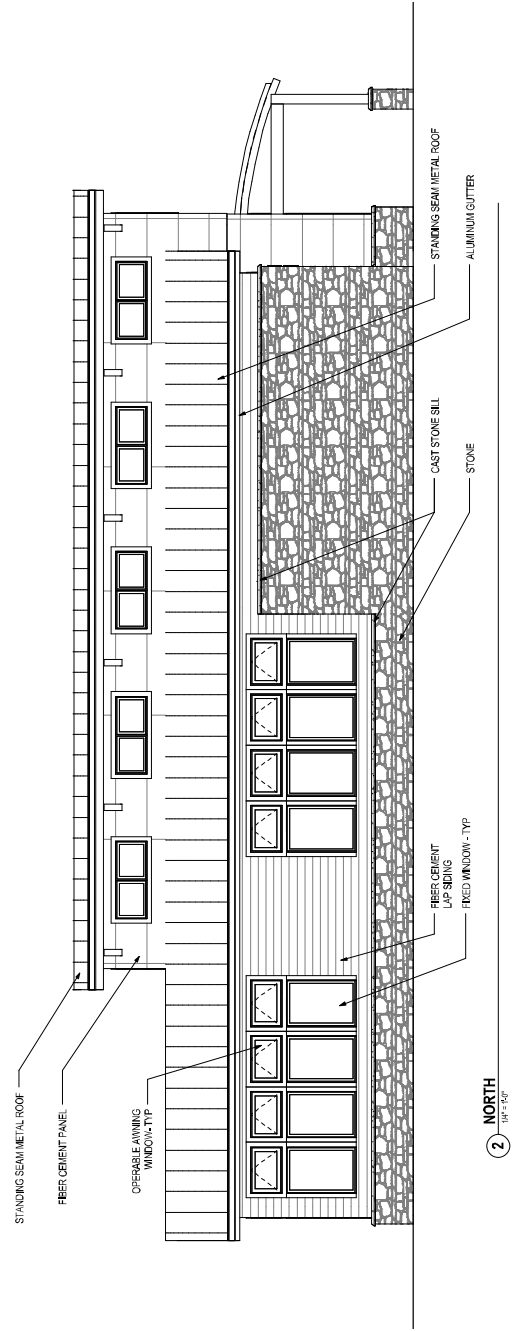 STANDING SEAM METAL ROOF
FIBER CEMENT PANEL
OPERABLE AWNING
WINDOW - TYP
FIBER CEMENT
LAP SIDING
FIXED WINDOW - TYP
CAST STONE SILL
STONE
STANDING SEAM METAL ROOF
ALUMINUM GUTTER
2
NORTH
1/4" = 1'-0"